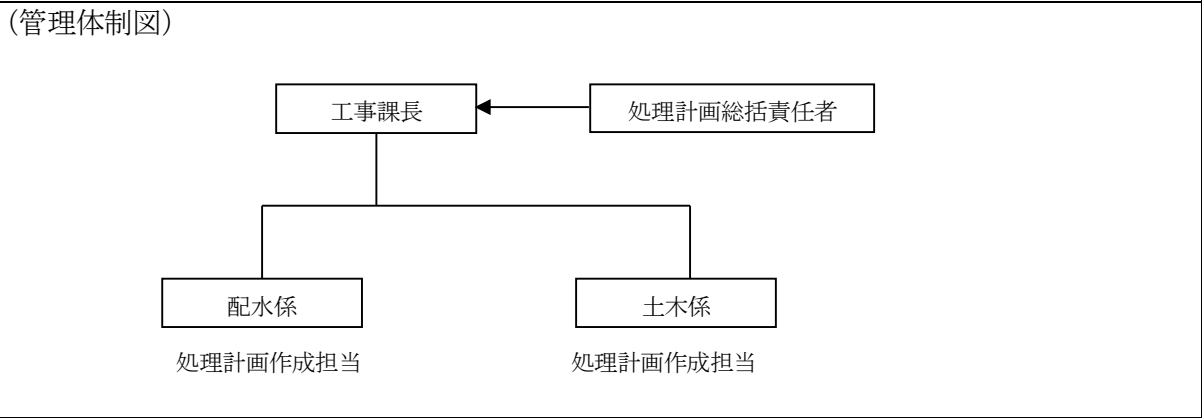 （管理体制図）
工事課長
処理計画総括責任者
配水係
土木係
処理計画作成担当
処理計画作成担当